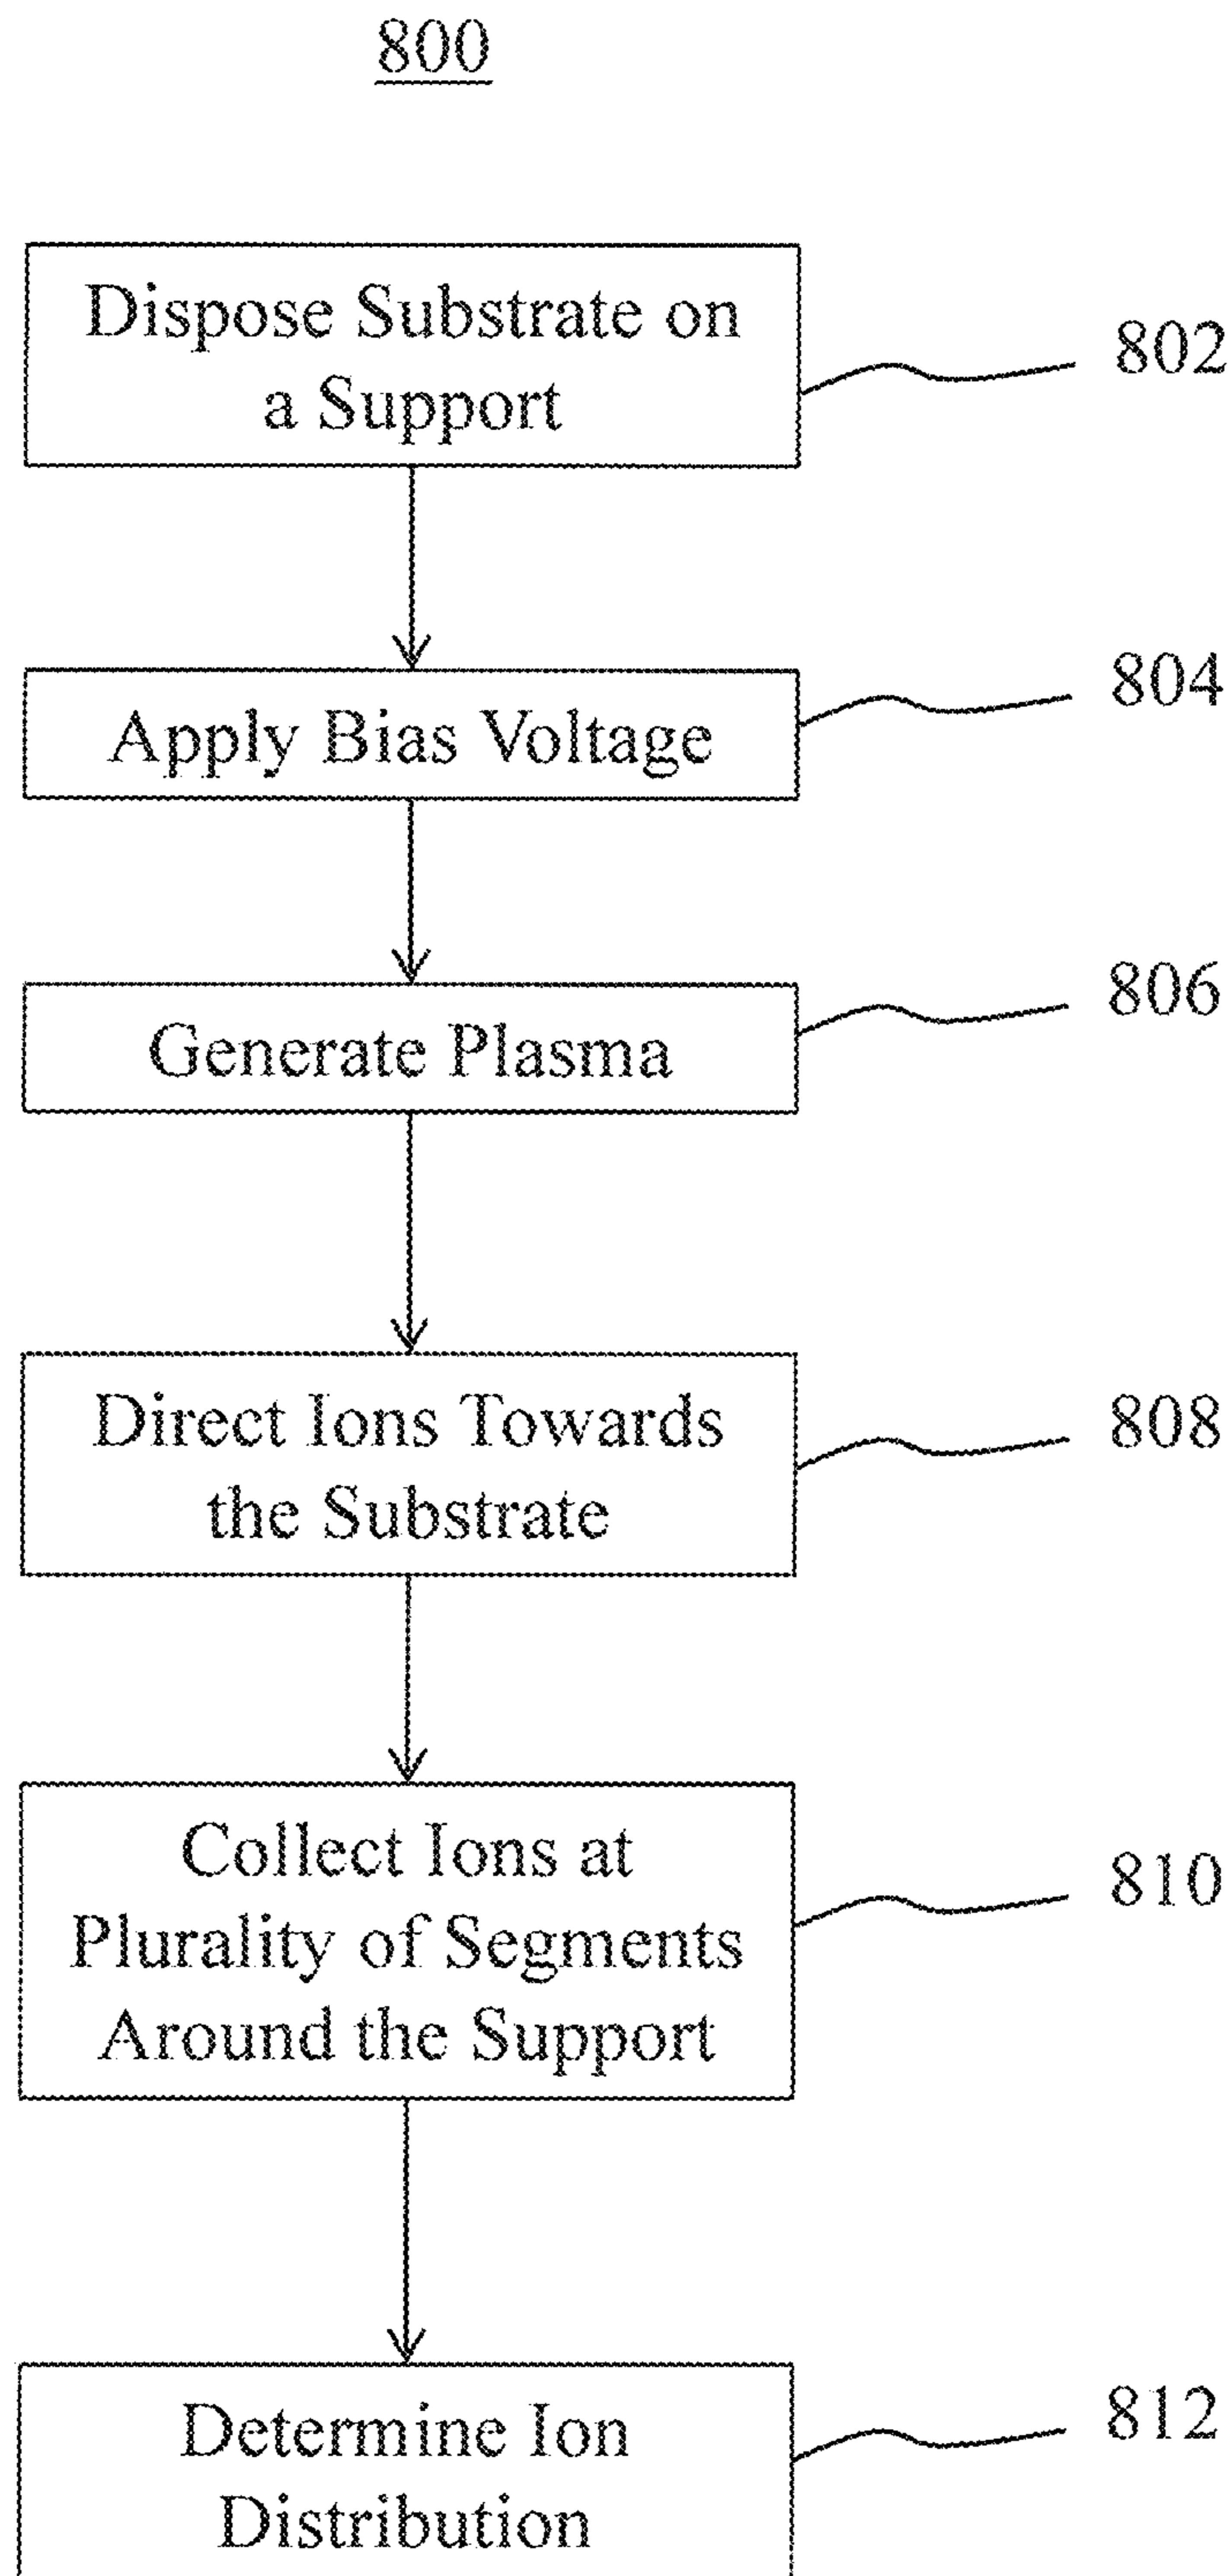 800
Dispose Substrate on
a Support
802
Apply Bias Voltage
804
Generate Plasma
806
Direct Ions Towards
the Substrate
808
Collect Ions at
Plurality of Segments
Around the Support
810
Determine Ion
Distribution
812